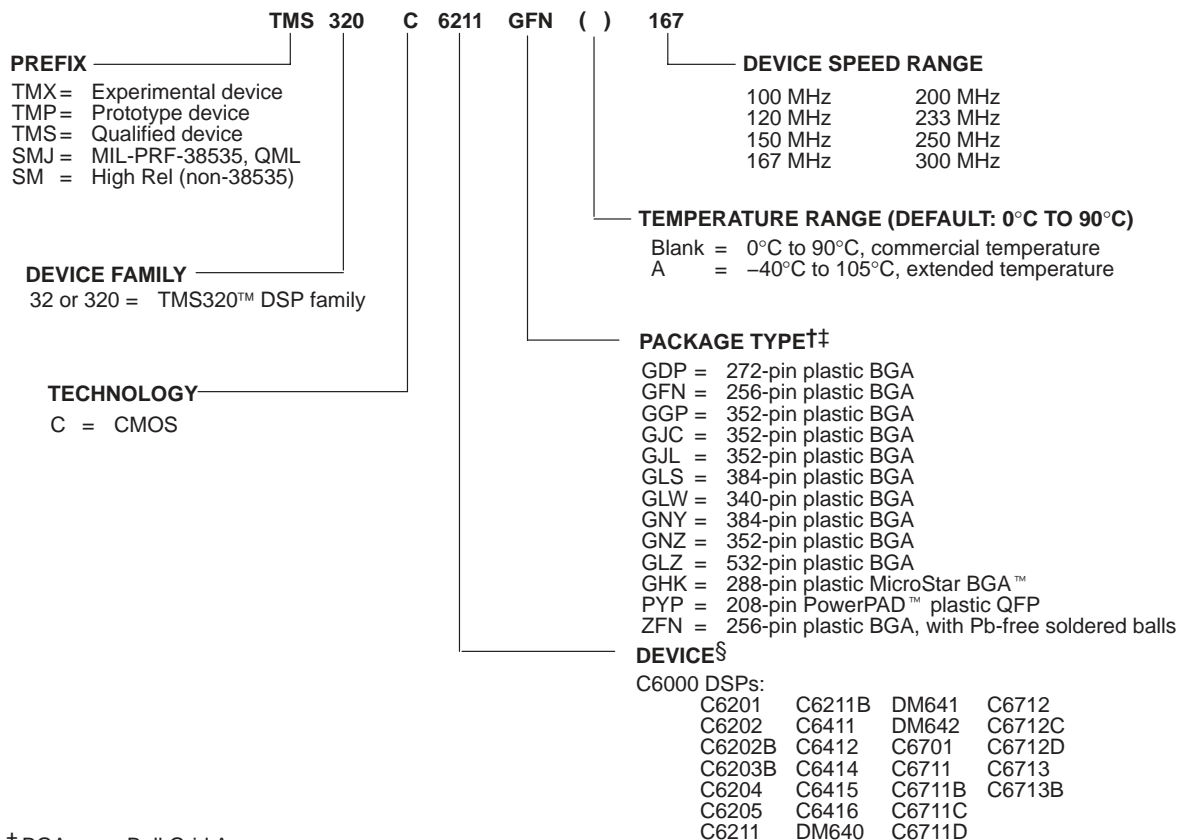 TMS 320 C 6211 GFN ( ) 167
PREFIX
TMX = Experimental device
TMP = Prototype device
TMS = Qualified device
SMJ = MIL-PRF-38535, QML
SM = High Rel (non-38535)
DEVICE SPEED RANGE
100 MHz 200 MHz
120 MHz 233 MHz
150 MHz 250 MHz
167 MHz 300 MHz
TEMPERATURE RANGE (DEFAULT: 0°C TO 90°C)
Blank = 0°C to 90°C, commercial temperature
A = −40°C to 105°C, extended temperature
DEVICE FAMILY
32 or 320 = TMS320™ DSP family
PACKAGE TYPE†‡
GDP = 272-pin plastic BGA
GFN = 256-pin plastic BGA
GGP = 352-pin plastic BGA
GJC = 352-pin plastic BGA
GJL = 352-pin plastic BGA
GLS = 384-pin plastic BGA
GLW = 340-pin plastic BGA
GNY = 384-pin plastic BGA
GNZ = 352-pin plastic BGA
GLZ = 532-pin plastic BGA
GHK = 288-pin plastic MicroStar BGA™
PYP = 208-pin PowerPAD™ plastic QFP
ZFN = 256-pin plastic BGA, with Pb-free soldered balls
TECHNOLOGY
C = CMOS
DEVICE§
C6000 DSPs:
C6201 C6211B DM641 C6712
C6202 C6411 DM642 C6712C
C6202B C6412 C6701 C6712D
C6203B C6414 C6711 C6713
C6204 C6415 C6711B C6713B
C6205 C6416 C6711C
C6211 DM640 C6711D